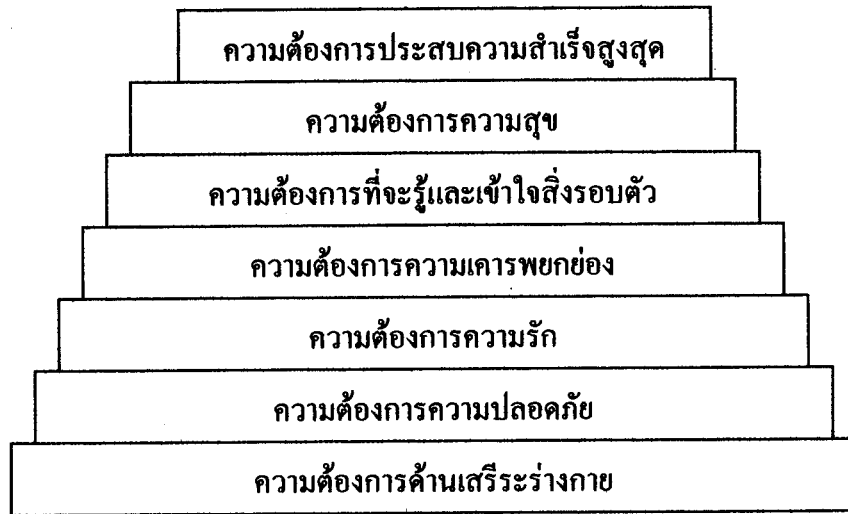 ความต้องการประสบความสำเร็จสูงสุด
ความต้องการความสุข
ความต้องการที่จะรู้และเข้าใจสิ่งรอบตัว
ความต้องการความเคารพยกย่อง
ความต้องการความรัก
ความต้องการความปลอดภัย
ความต้องการด้านเสรีระร่างกาย